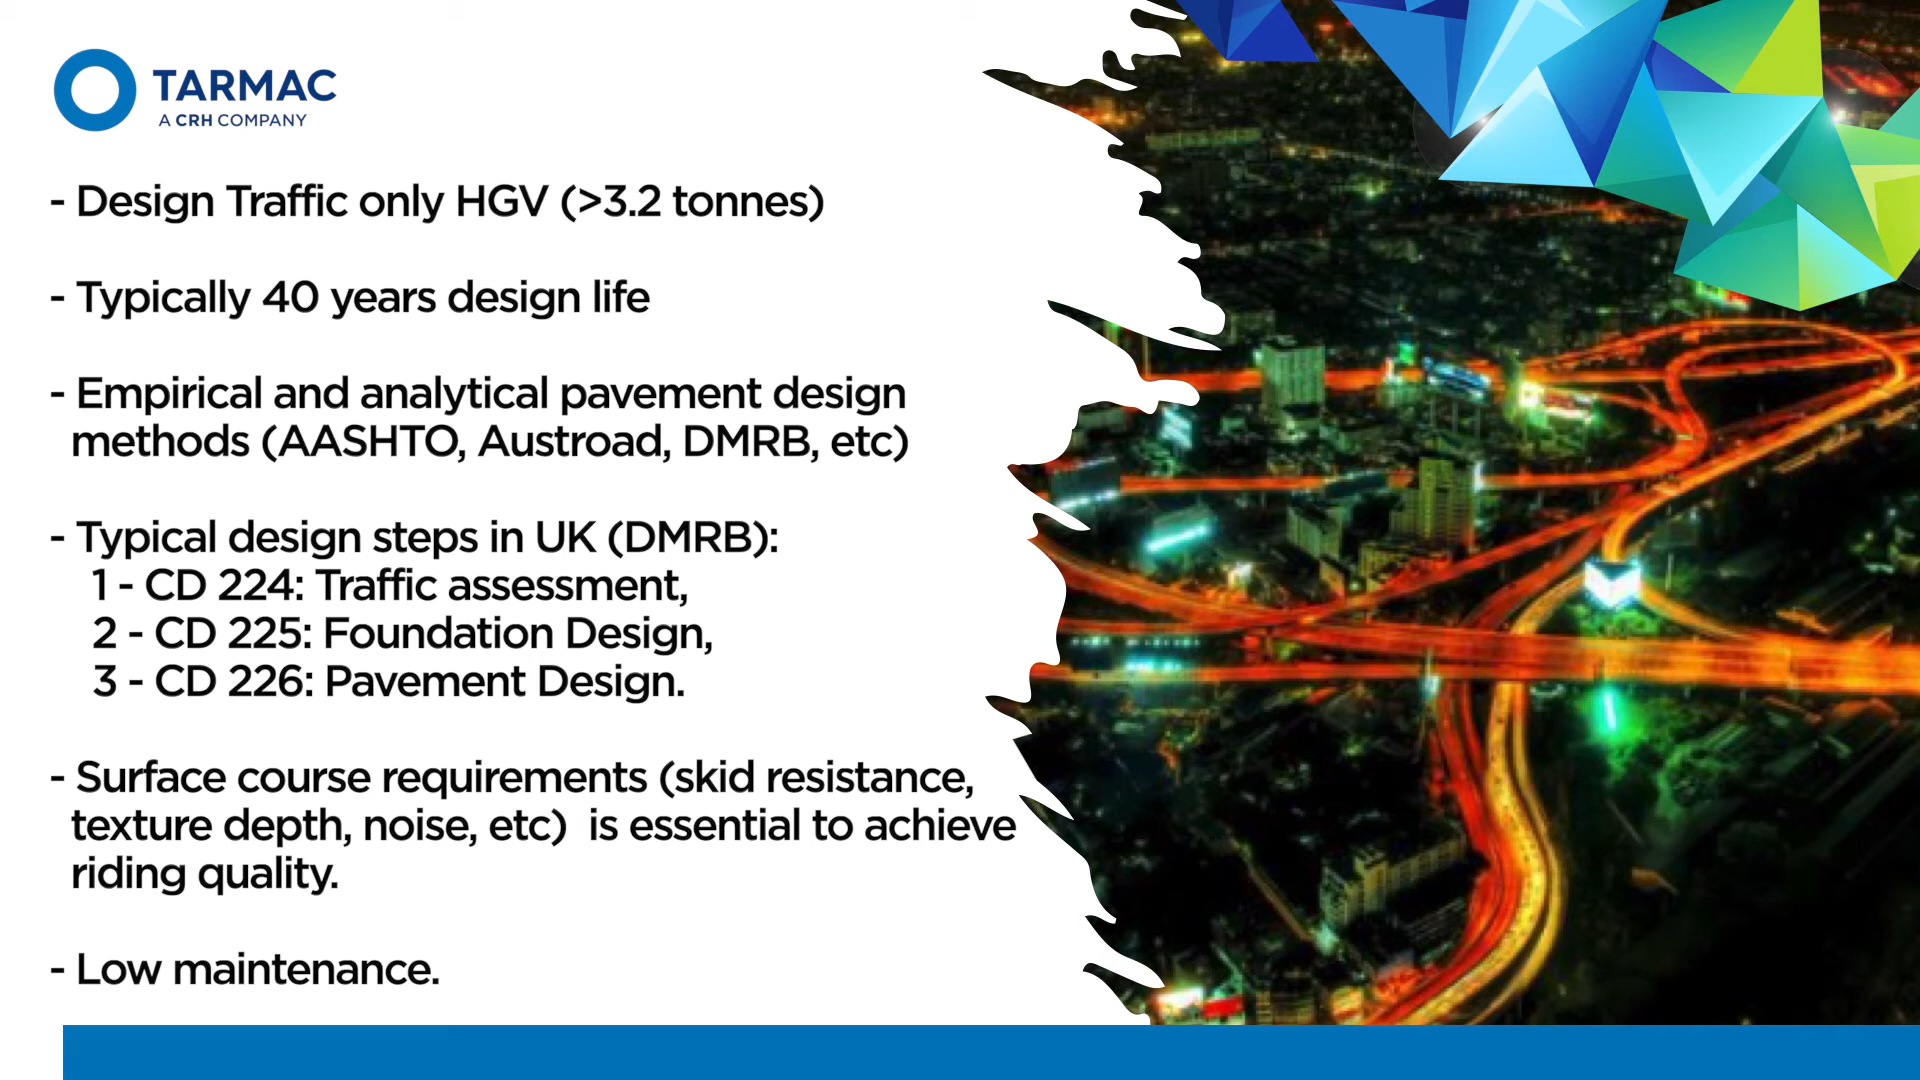 TARMAC
A CRH COMPANY
- Design Traffic only HGV (>3.2 tonnes)
- Typically 40 years design life
- Empirical and analytical pavement design
methods (AASHTO, Austroad, DMRB, etc)
- Typical design steps in UK (DMRB):
1 - CD 224: Traffic assessment,
2 - CD 225: Foundation Design,
3 - CD 226: Pavement Design.
- Surface course requirements (skid resistance,
texture depth, noise, etc)  is essential to achieve
riding quality.
- Low maintenance.